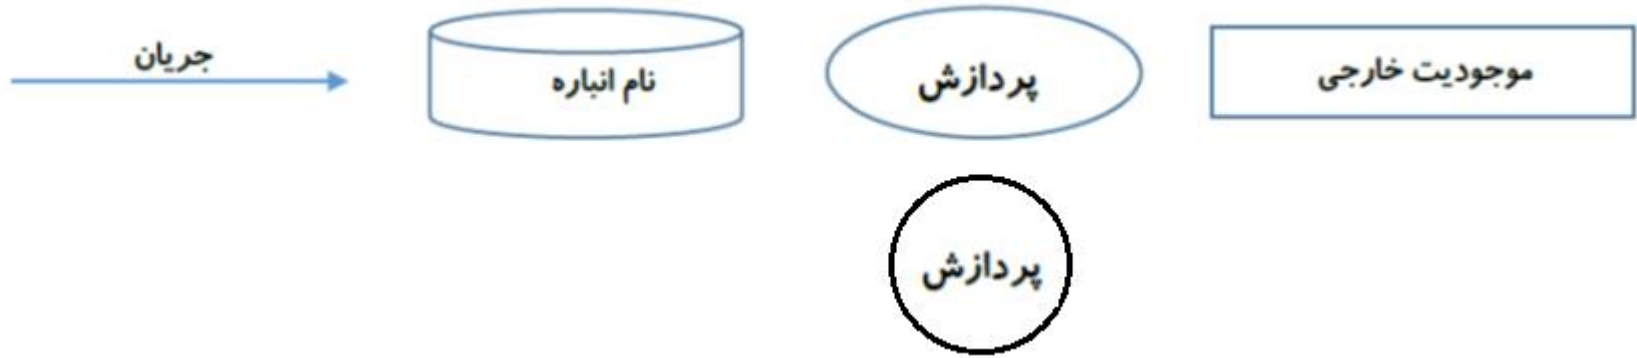 موجودیت خارجی
پردازش
نام انباره
جریان
پردازش